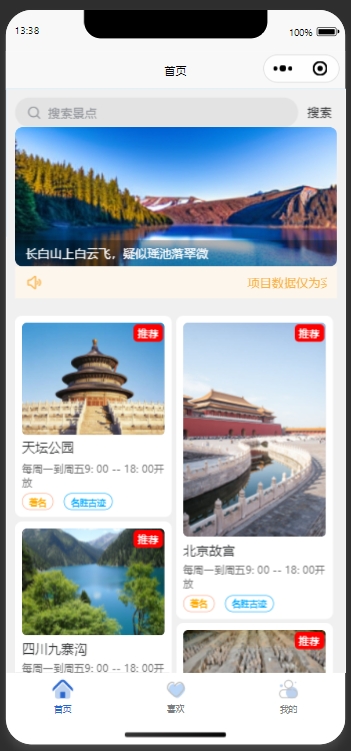 13:38
100%
首页
搜索景点
搜索
长白山上白云飞，疑似瑶池落翠微
项目数据仅为
推荐
天坛公园
每周一到周五9: 00 -- 18: 00开
放
著名
名胜古迹
推荐
四川九寨沟
每周一到周五9: 00 -- 18: 00开
推荐
北京故宫
每周一到周五9: 00 -- 18: 00开
放
著名
名胜古迹
推荐
首页
喜欢
我的